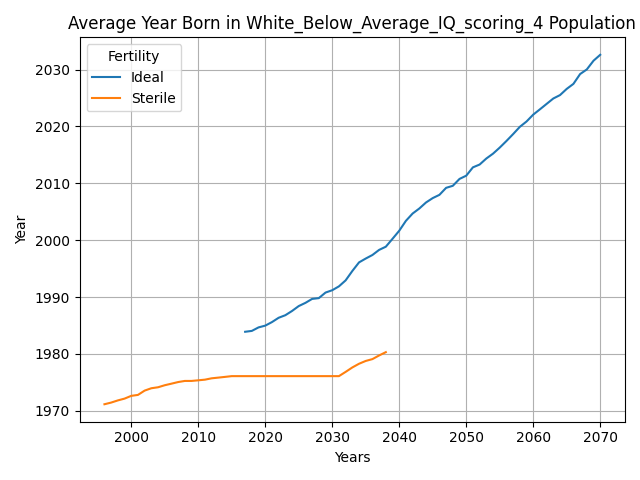 Average Year Born in White_Below_Average_IQ_scoring_4 Population
Fertility
Ideal
Sterile
2030
2020
2010
2000
1990
1980
1970
Year
2000 2010 2020 2030 2040 2050 2060 2070
Years